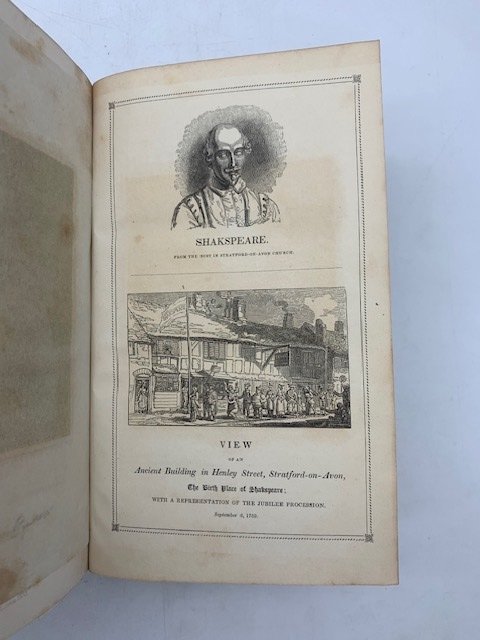 SHAKSPEARE.
FROM THE BUST IN STRATFORD-ON-AVON CHURCH.
VIEW
OF AN
Ancient Building in Henley Street, Stratford-on-Avon,
The Birth Place of Shakspeare;
WITH A REPRESENTATION OF THE JUBILEE PROCESSION.
September 6, 1769.